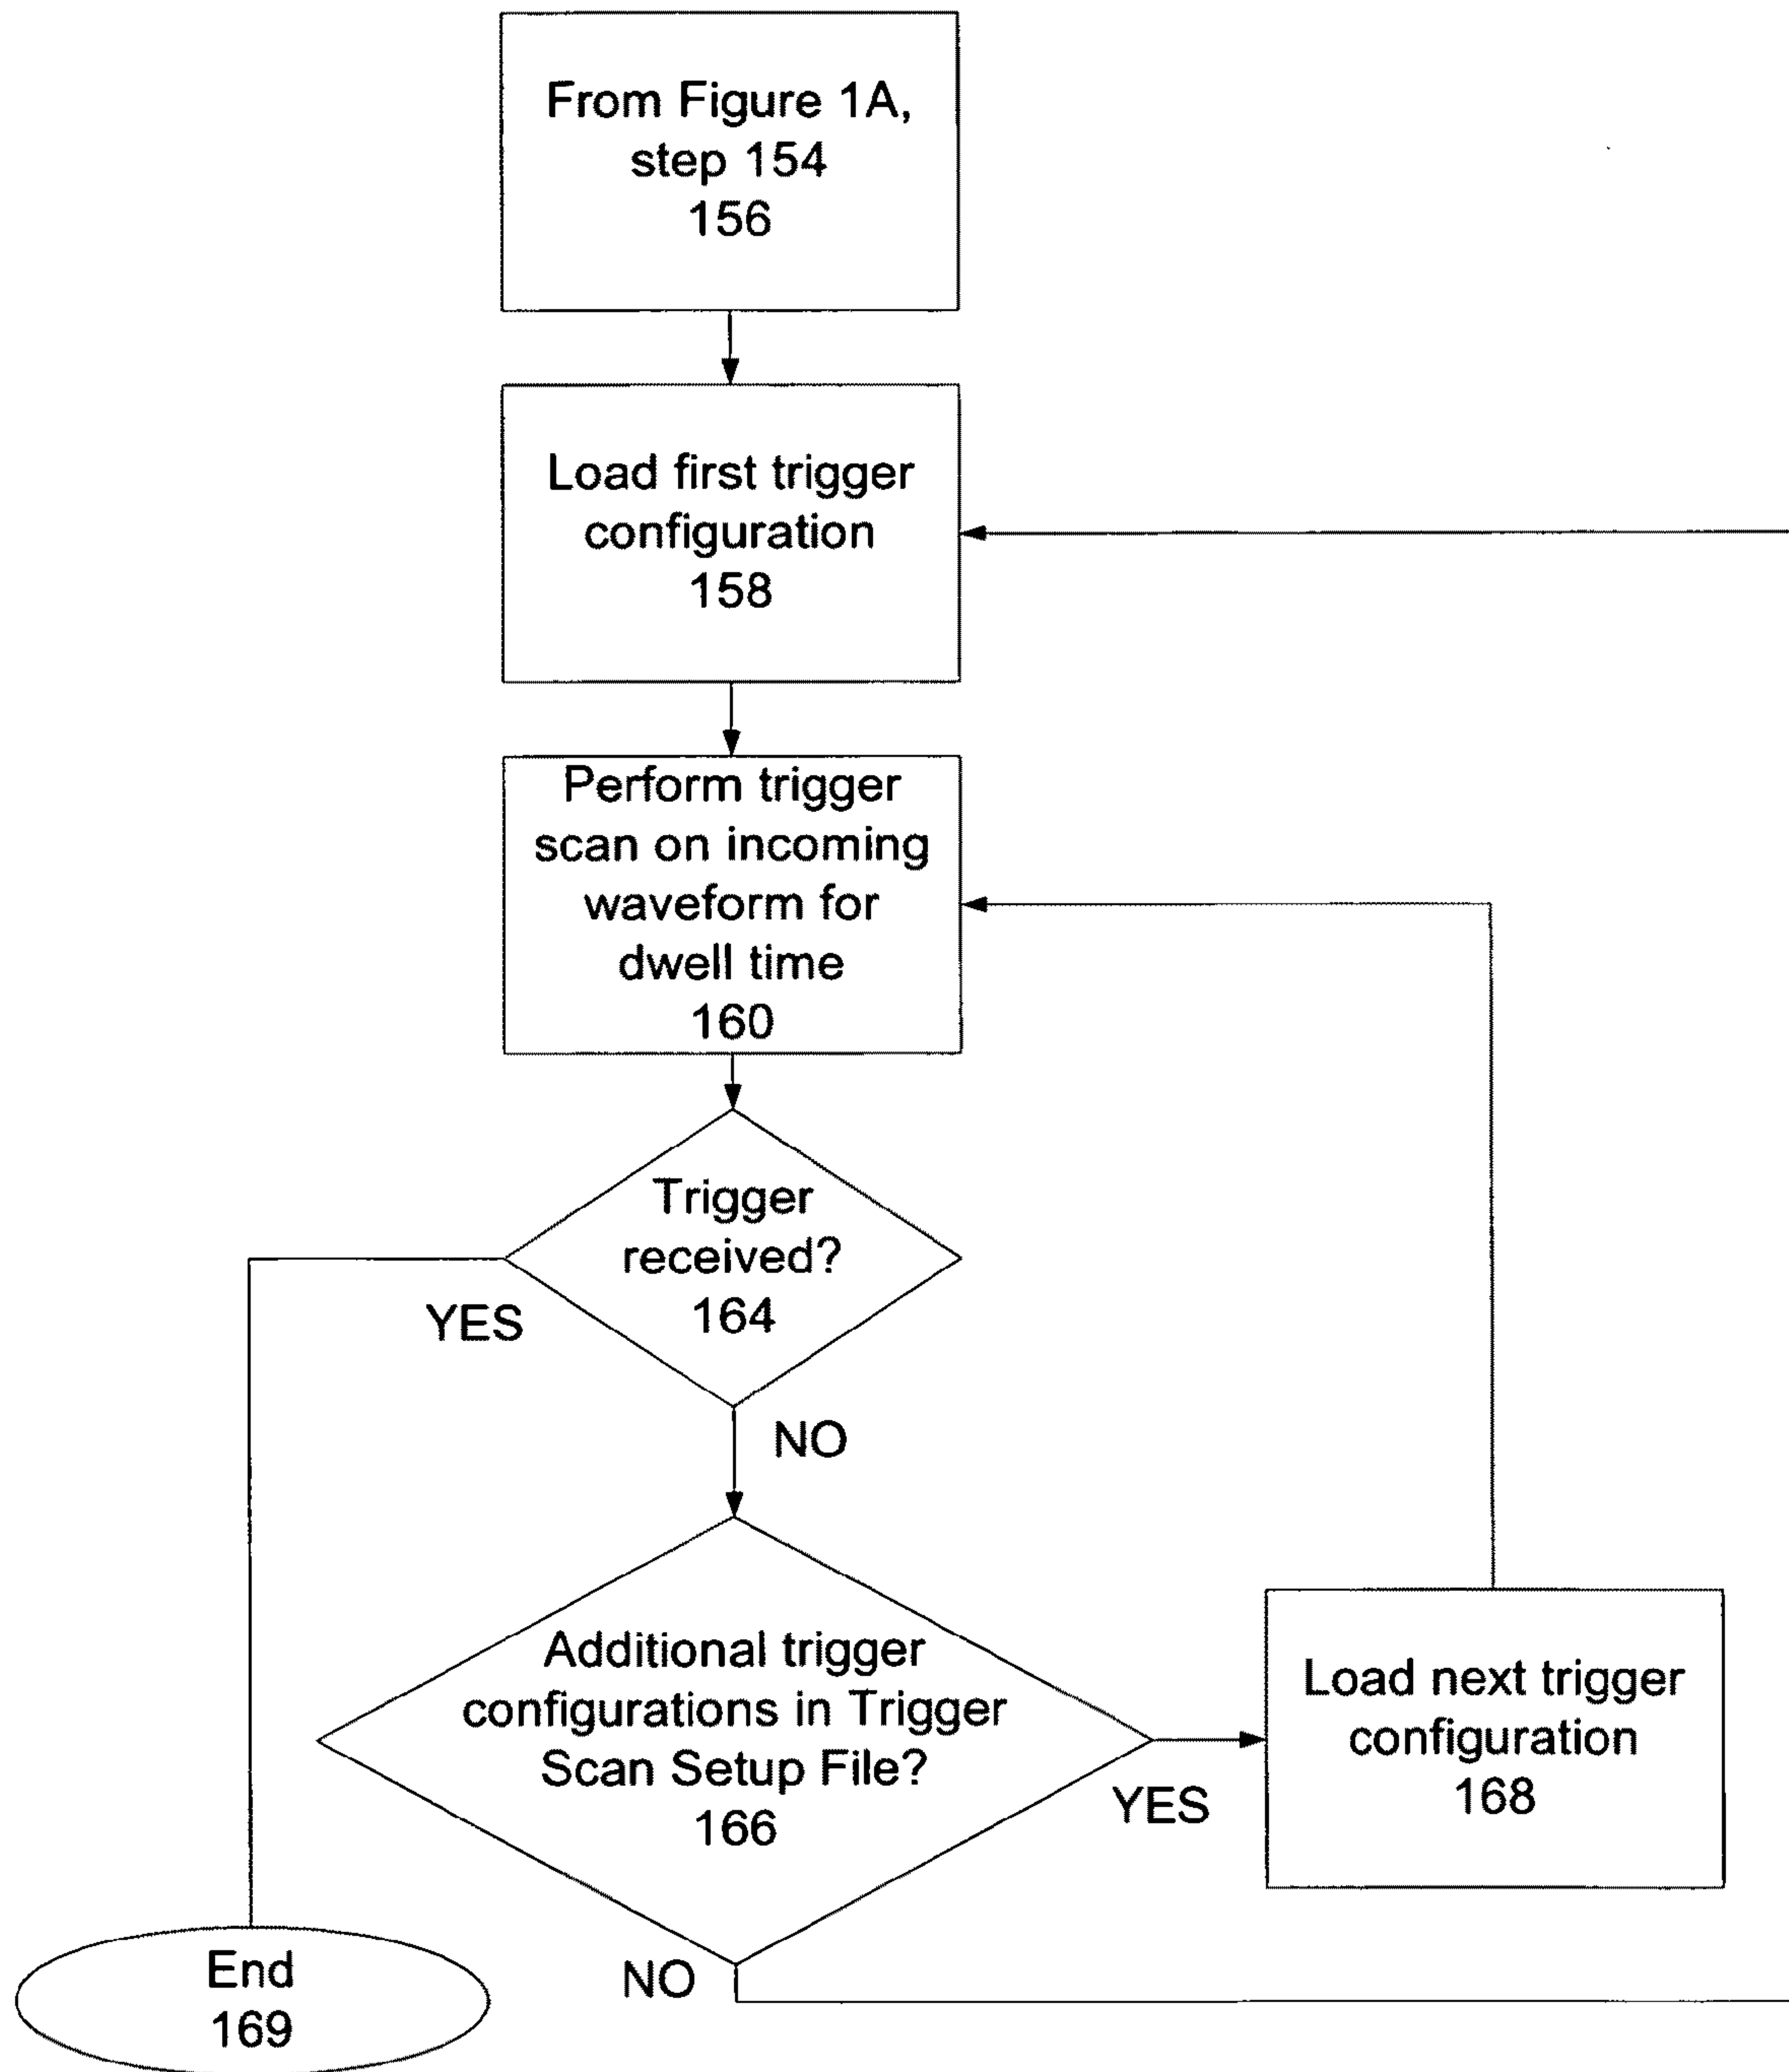 From Figure 1A,
step 154
156
Load first trigger
configuration
158
Perform trigger
scan on incoming
waveform for
dwell time
160
Trigger
received?
164
YES
NO
Additional trigger
configurations in Trigger
Scan Setup File?
166
YES
Load next trigger
configuration
168
NO
End
169